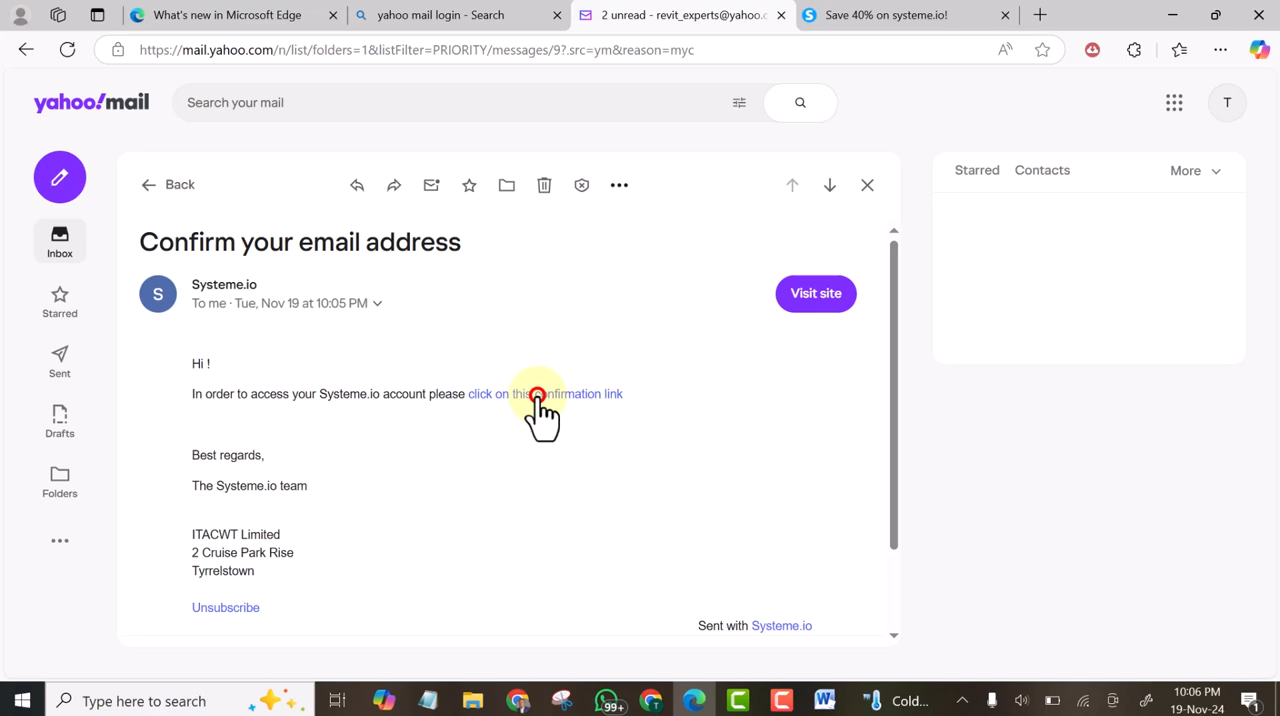 What's new in Microsoft Edge
yahoo mail login - Search
2 unread - revit_experts@yahoo.c
Save 40% on systeme.io!
https://mail.yahoo.com/n/list/folders=1&listFilter=PRIORITY/messages/9?.src=ym&reason=myc
yahoo!mail
Search your mail
T
Back
Starred
Contacts
More
Inbox
Starred
Sent
Drafts
Folders
Confirm your email address
S
Systeme.io
To me · Tue, Nov 19 at 10:05 PM
Visit site
Hi !
In order to access your Systeme.io account please click on this confirmation link
Best regards,
The Systeme.io team
ITACWT Limited
2 Cruise Park Rise
Tyrrelstown
Unsubscribe
Sent with Systeme.io
Type here to search
99+
Cold...
10:06 PM
19-Nov-24
1